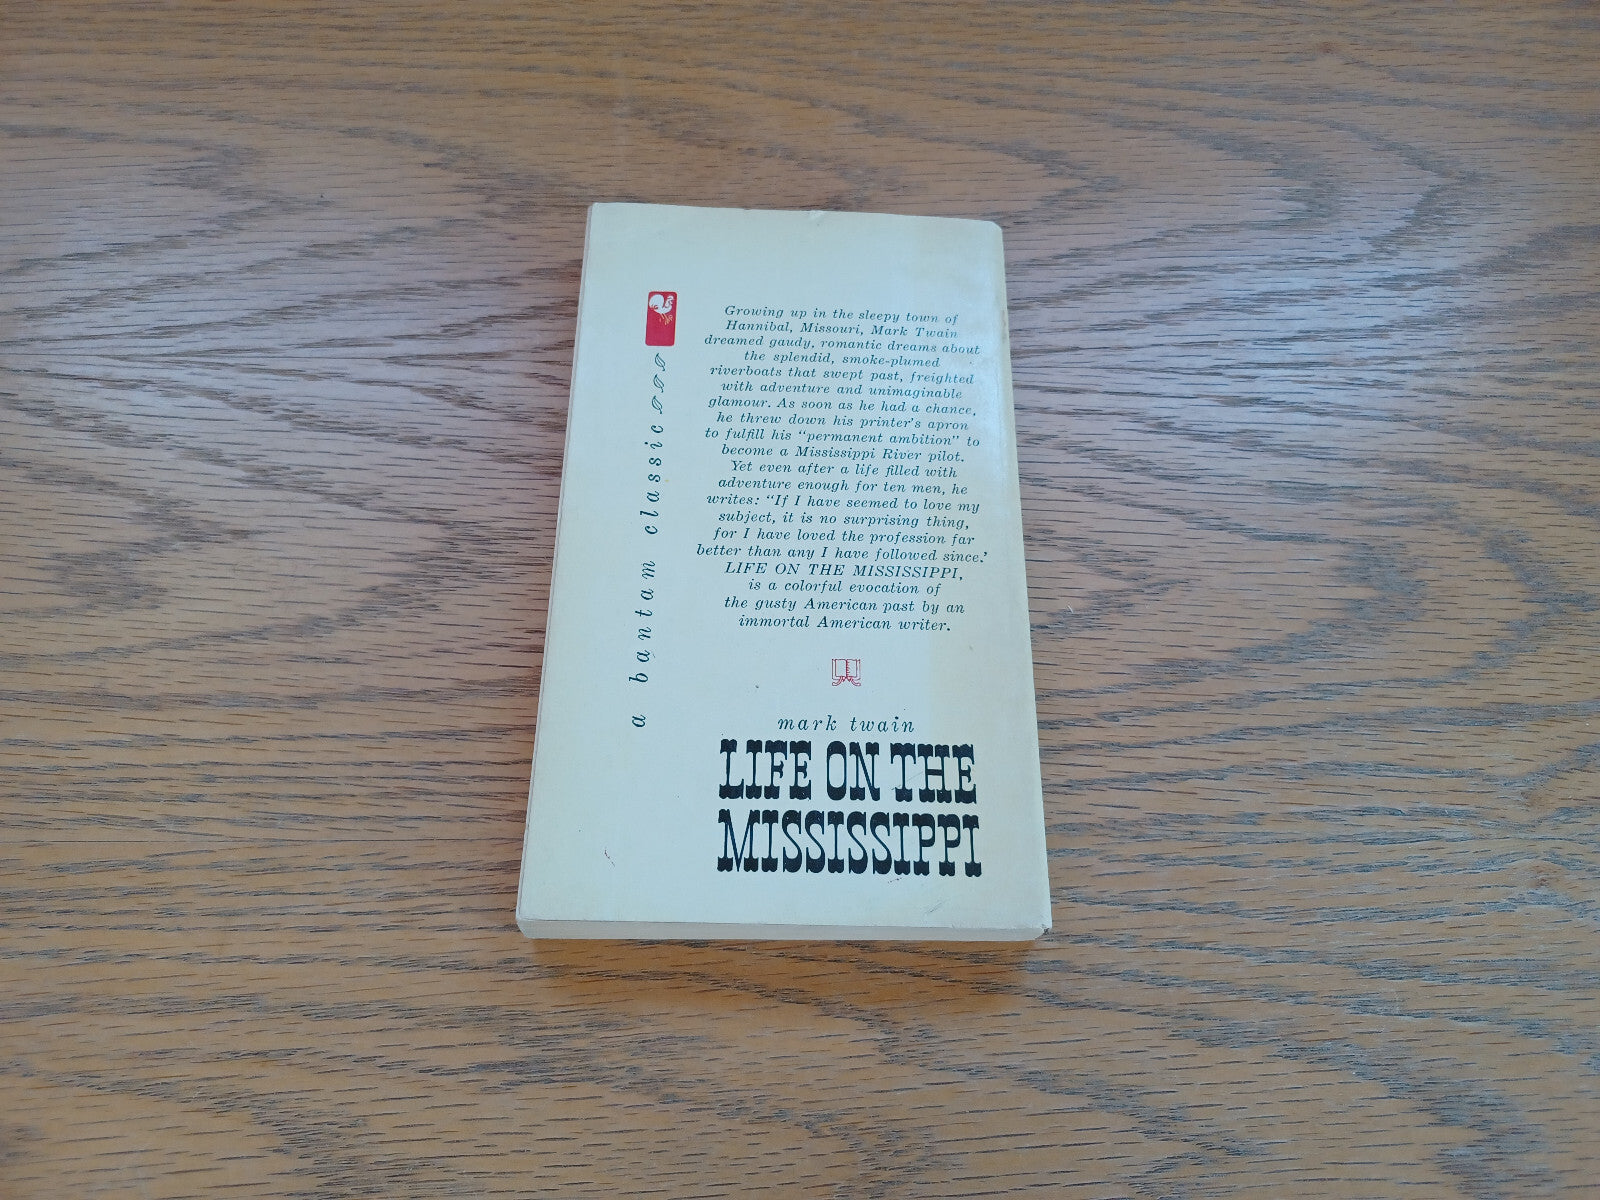 a bantam classic
Growing up in the sleepy town of
Hannibal, Missouri, Mark Twain
dreamed gaudy, romantic dreams about
the splendid, smoke-plumed
riverboats that swept past, freighted
with adventure and unimaginable
glamour. As soon as he had a chance,
he threw down his printer's apron
to fulfill his "permanent ambition" to
become a Mississippi River pilot.
Yet even after a life filled with
adventure enough for ten men, he
writes: "If I have seemed to love my
subject, it is no surprising thing,
for I have loved the profession far
better than any I have followed since.'
LIFE ON THE MISSISSIPPI,
is a colorful evocation of
the gusty American past by an
immortal American writer.
mark twain
LIFE ON THE
MISSISSIPPI